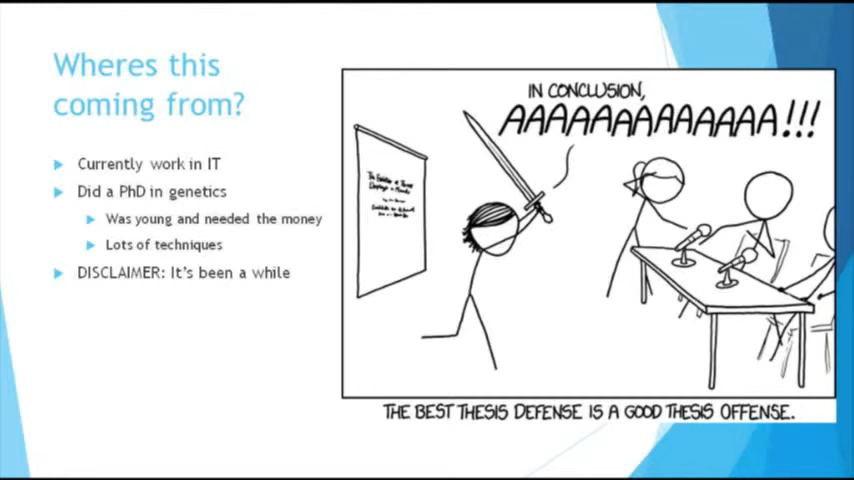 Wheres this
coming from?
Currently work in IT
Did a PhD in genetics
Was young and needed the money
Lots of techniques
DISCLAIMER: It's been a while
IN CONCLUSION,
AAAAAAAAAAAAA!!!
THE BEST THESIS DEFENSE IS A GOOD THESIS OFFENSE.